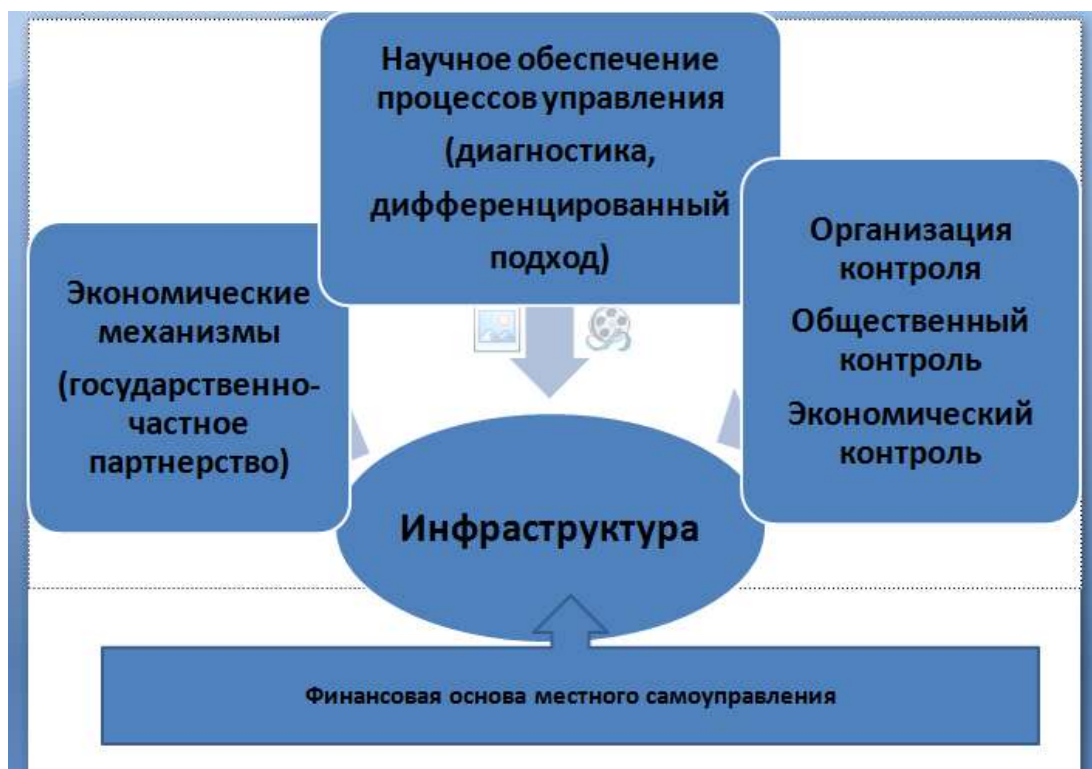 Научное обеспечение
процессов управления
(диагностика,
дифференцированный
подход)
Экономические
механизмы
(государственно-
частное
партнерство)
Организация
контроля
Общественный
контроль
Экономический
контроль
Инфраструктура
Финансовая основа местного самоуправления